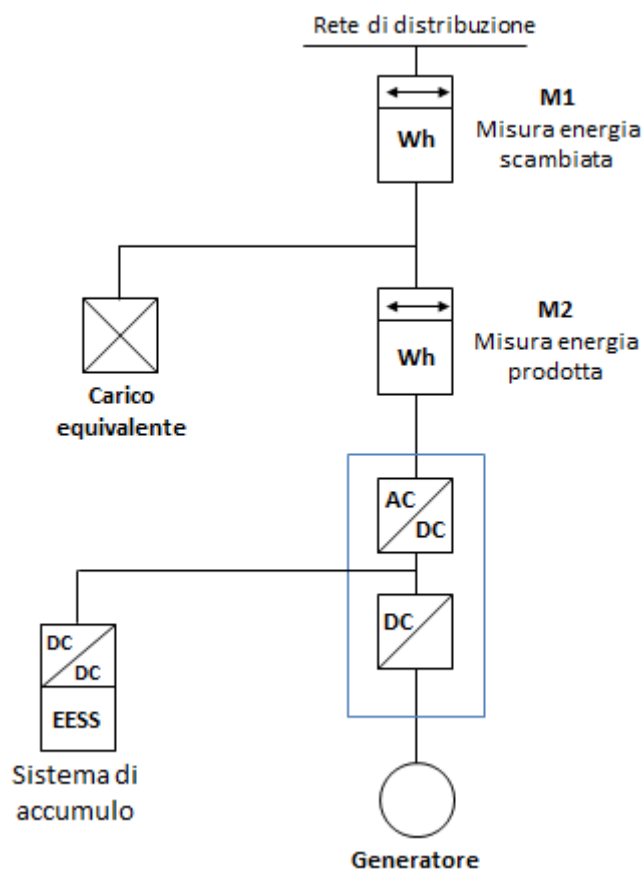 Rete di distribuzione
M1
Misura energia
scambiata
Wh
M2
Misura energia
prodotta
Wh
Carico
equivalente
AC
DC
DC
DC
DC
EESS
Sistema di
accumulo
Generatore